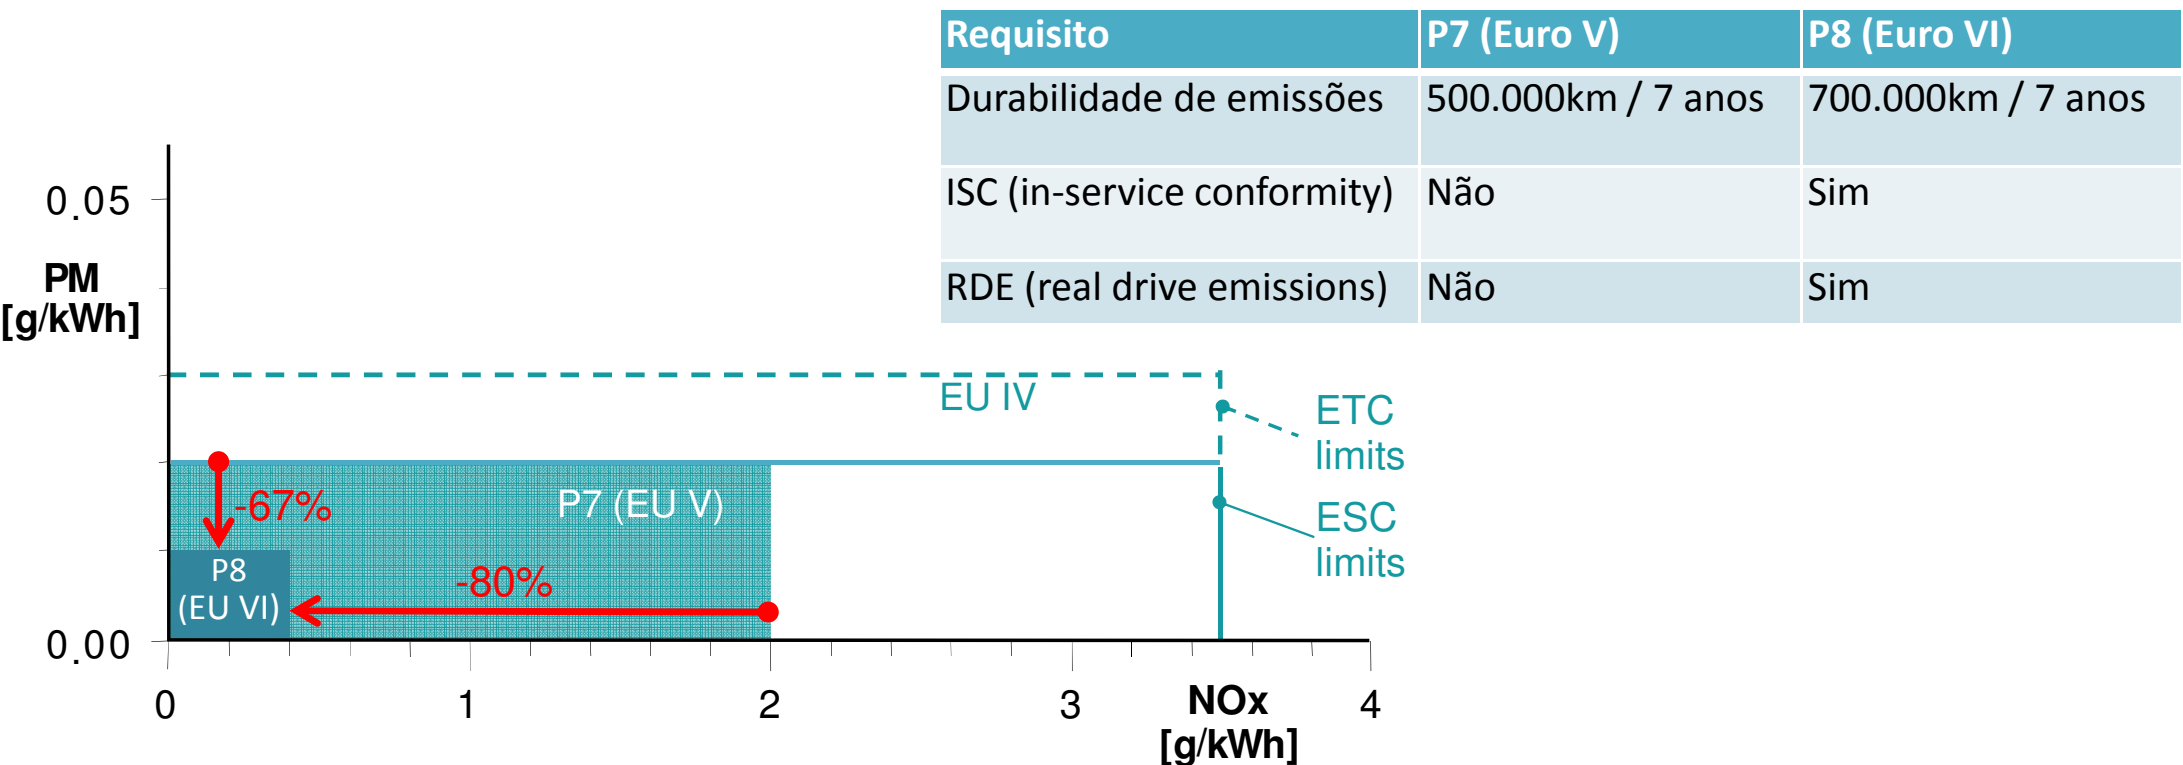 Requisito P7 (Euro V) P8 (Euro VI)
Durabilidade de emissões 500.000km / 7 anos 700.000km / 7 anos
ISC (in-service conformity) Não Sim
RDE (real drive emissions) Não Sim
0.05
PM
[g/kWh]
EU IV
ETC
limits
-67%
P7 (EU V)
ESC
limits
P8
(EU VI)
-80%
0.00
0 1 2 3 NOx 4
[g/kWh]